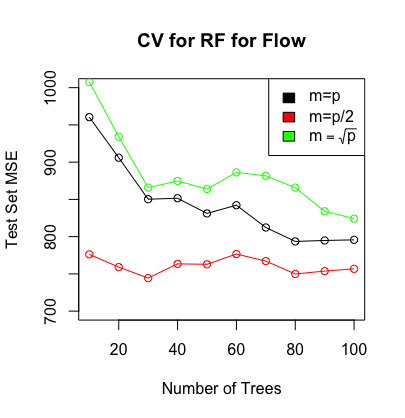 CV for RF for Flow
m=p
m=p/2
m = √p
Test Set MSE
1000
900
800
700
20 40 60 80 100
Number of Trees